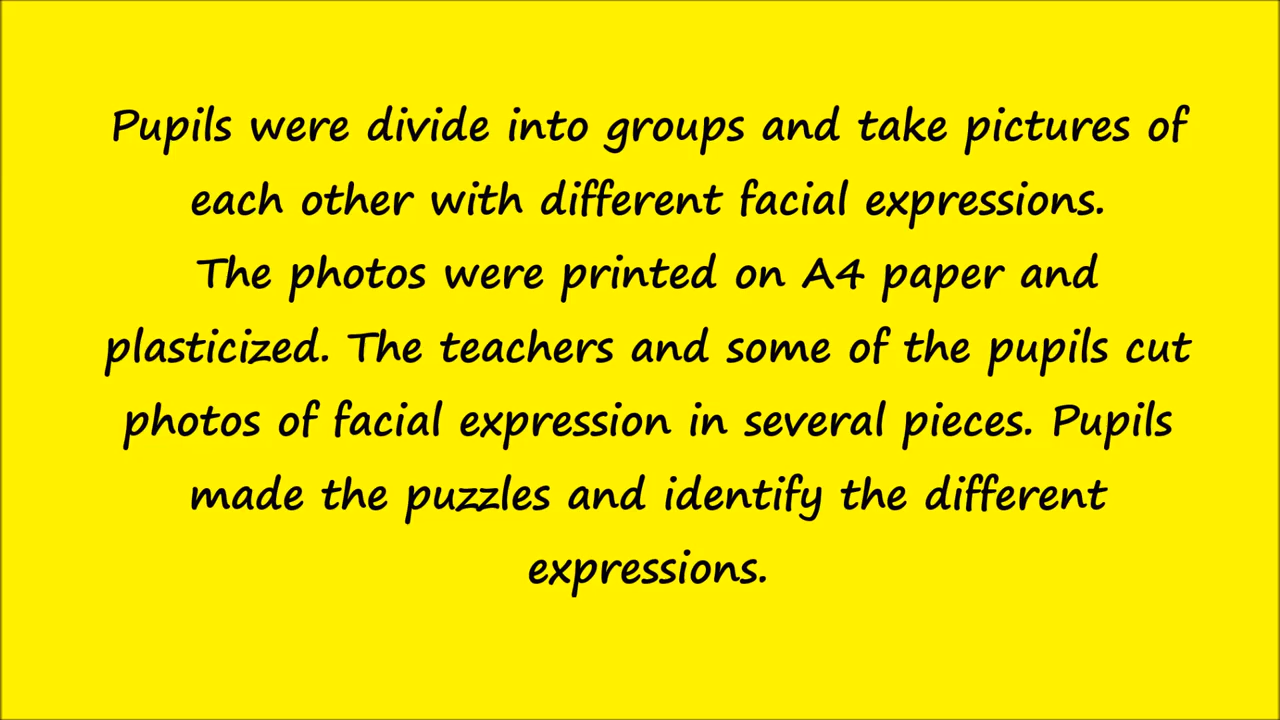 Pupils were divide into groups and take pictures of
each other with different facial expressions.
The photos were printed on A4 paper and
plasticized. The teachers and some of the pupils cut
photos of facial expression in several pieces. Pupils
made the puzzles and identify the different
expressions.